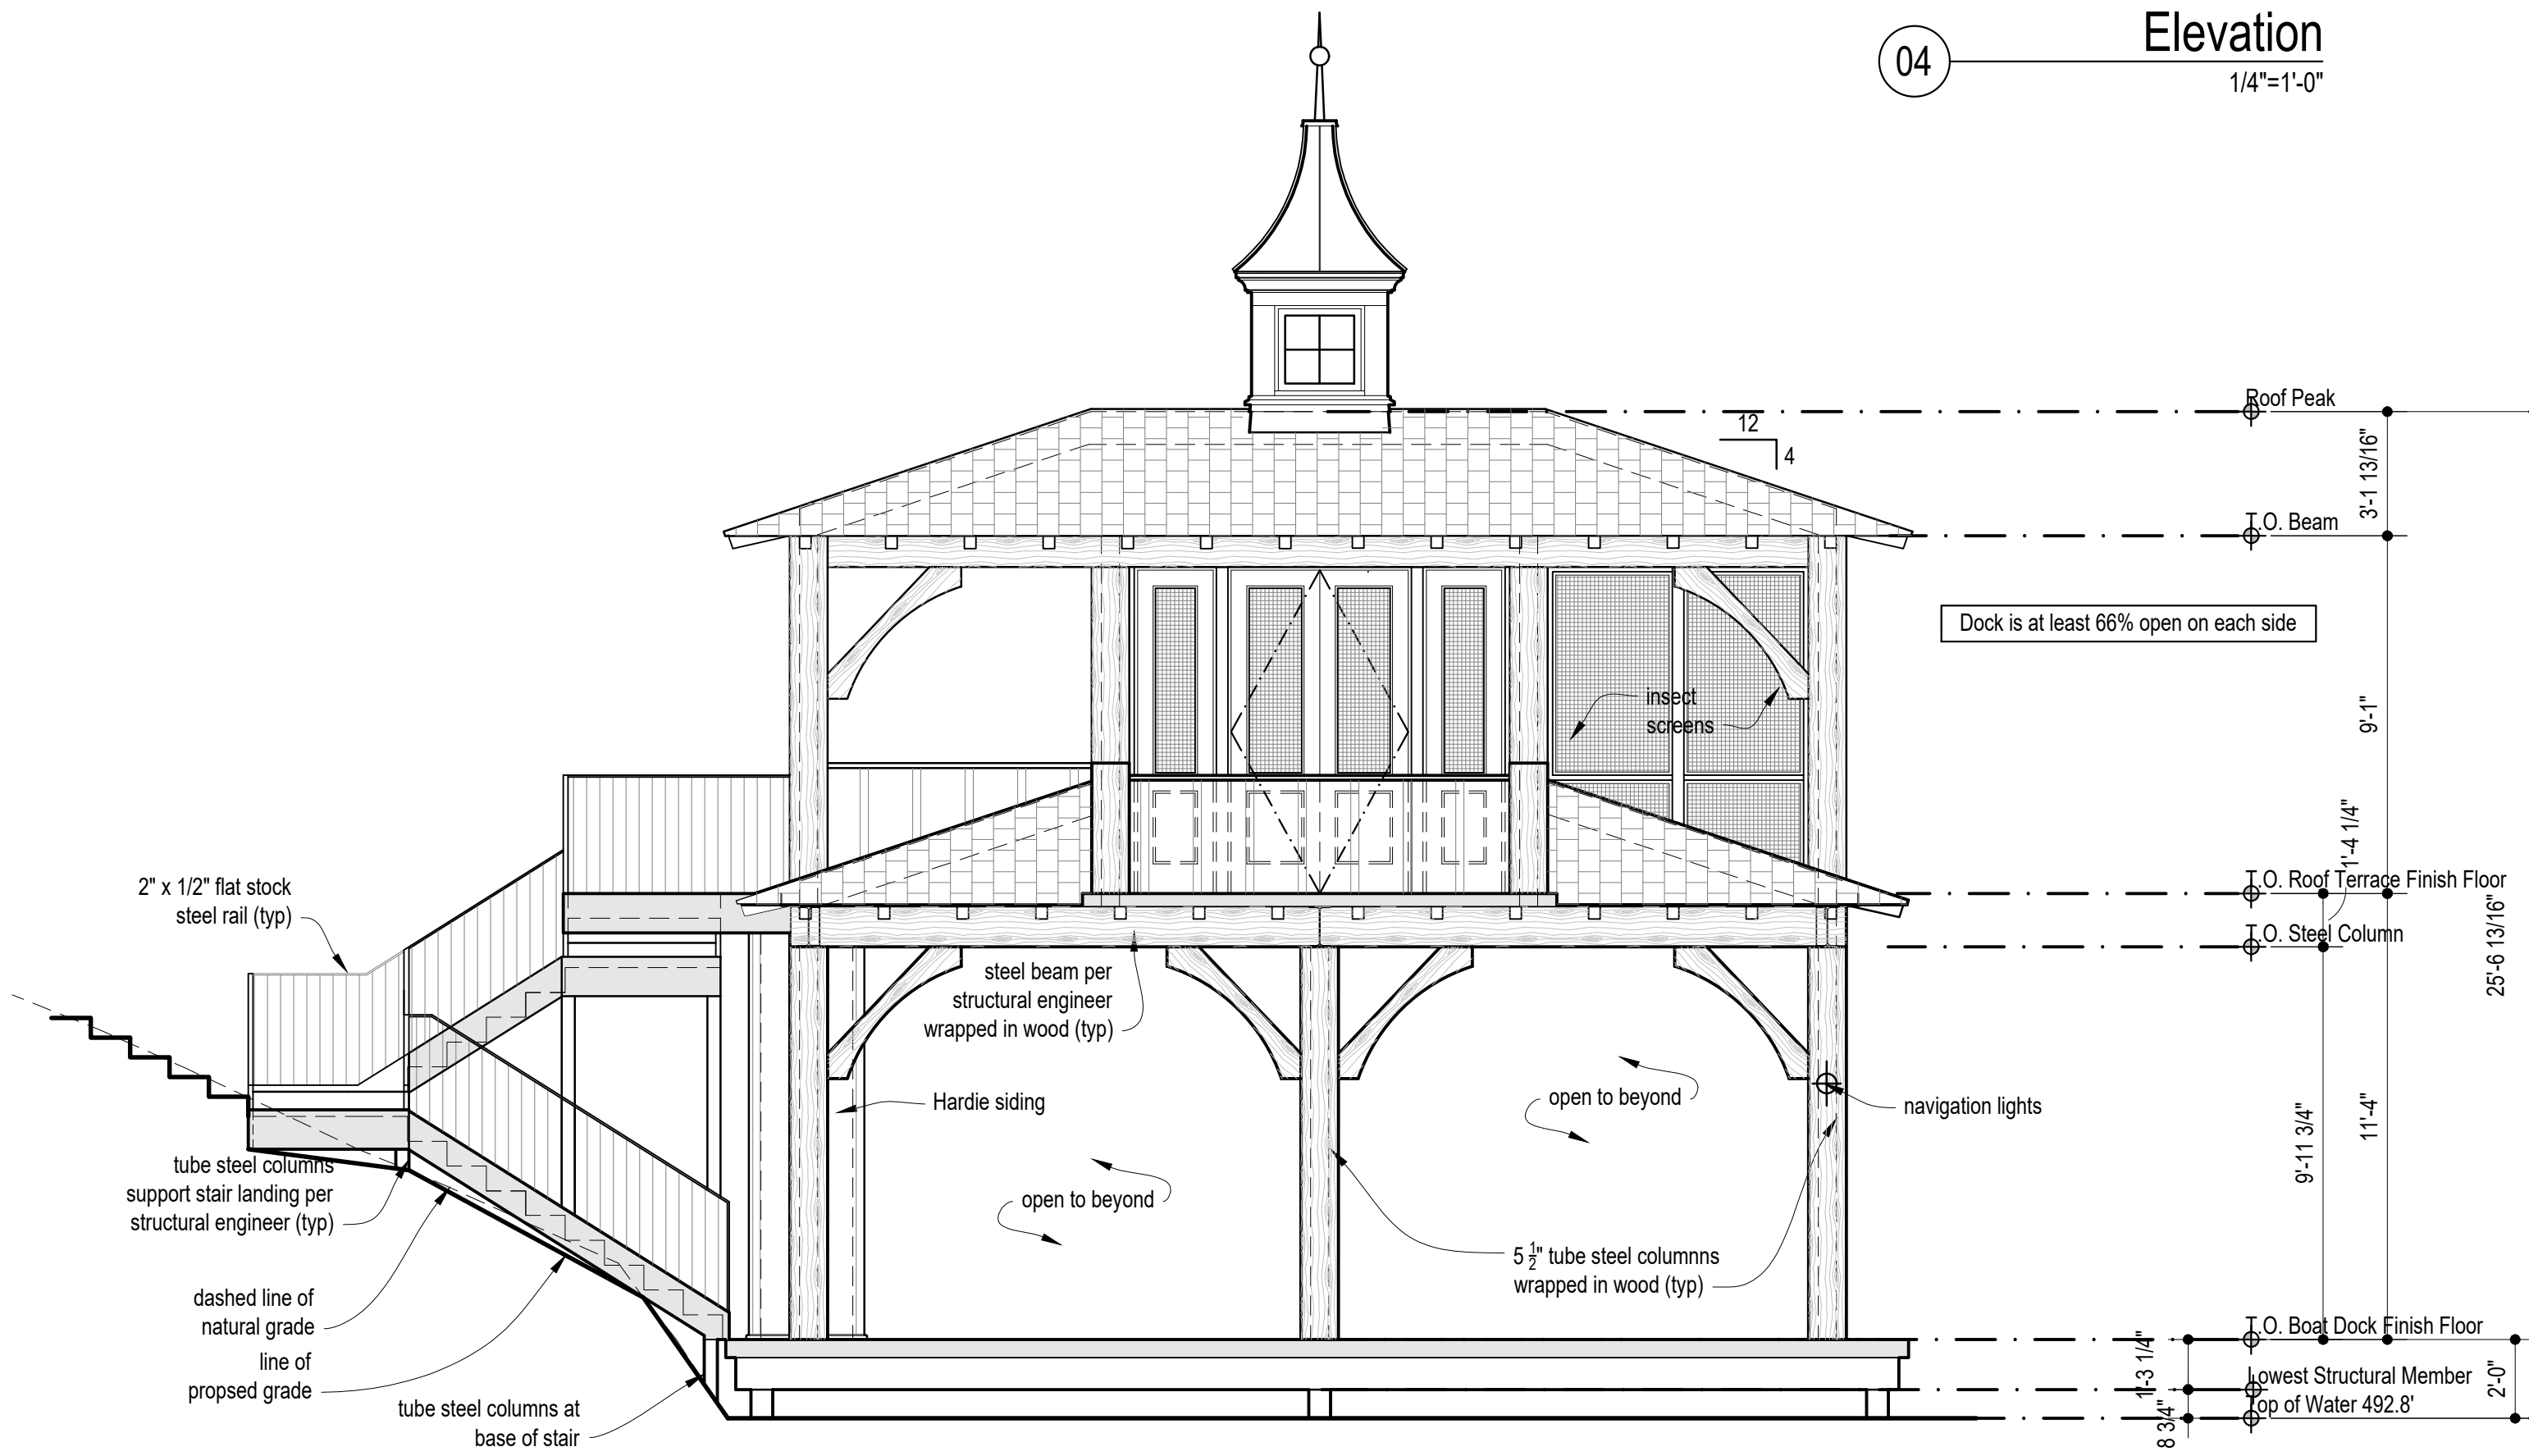 Elevation
04
1/4"=1'-0"
Roof Peak
12
4
3'-1 13/16"
T.O. Beam
Dock is at least 66% open on each side
insect
screens
9'-1"
1'-4 1/4"
2" x 1/2" flat stock
steel rail (typ)
T.O. Roof Terrace Finish Floor
T.O. Steel Column
25'-6 13/16"
steel beam per
structural engineer
wrapped in wood (typ)
Hardie siding
open to beyond
navigation lights
9'-11 3/4"
11'-4"
tube steel columns
support stair landing per
structural engineer (typ)
open to beyond
5 1/2" tube steel columnns
wrapped in wood (typ)
dashed line of
natural grade
line of
propsed grade
T.O. Boat Dock Finish Floor
1'-3 1/4"
Lowest Structural Member
2'-0"
Top of Water 492.8'
8 3/4"
tube steel columns at
base of stair